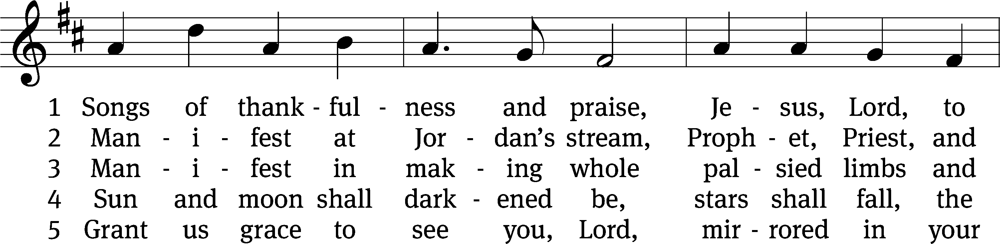 1 Songs of thank - ful - ness and praise, Je - sus, Lord, to
2 Man - i - fest at Jor - dan’s stream, Proph - et, Priest, and
3 Man - i - fest in mak - ing whole pal - sied limbs and
4 Sun and moon shall dark - ened be, stars shall fall, the
5 Grant us grace to see you, Lord, mir - rored in your